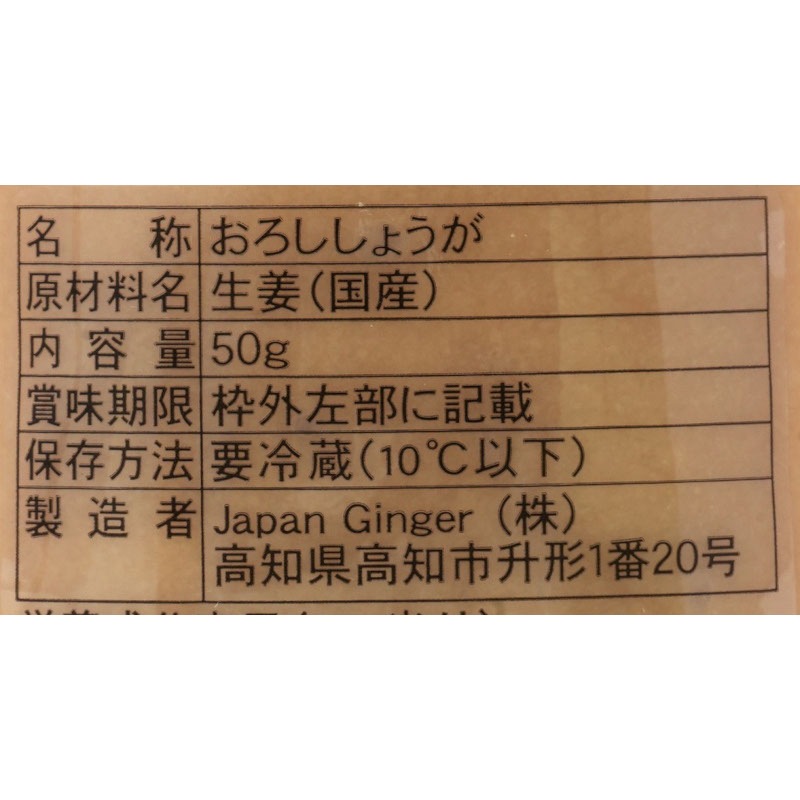 名称 おろししょうが
原材料名 生姜(国産)
内容量 50g
賞味期限 枠外左部に記載
保存方法 要冷蔵(10℃以下)
製造者 Japan Ginger (株)
高知県高知市升形1番20号